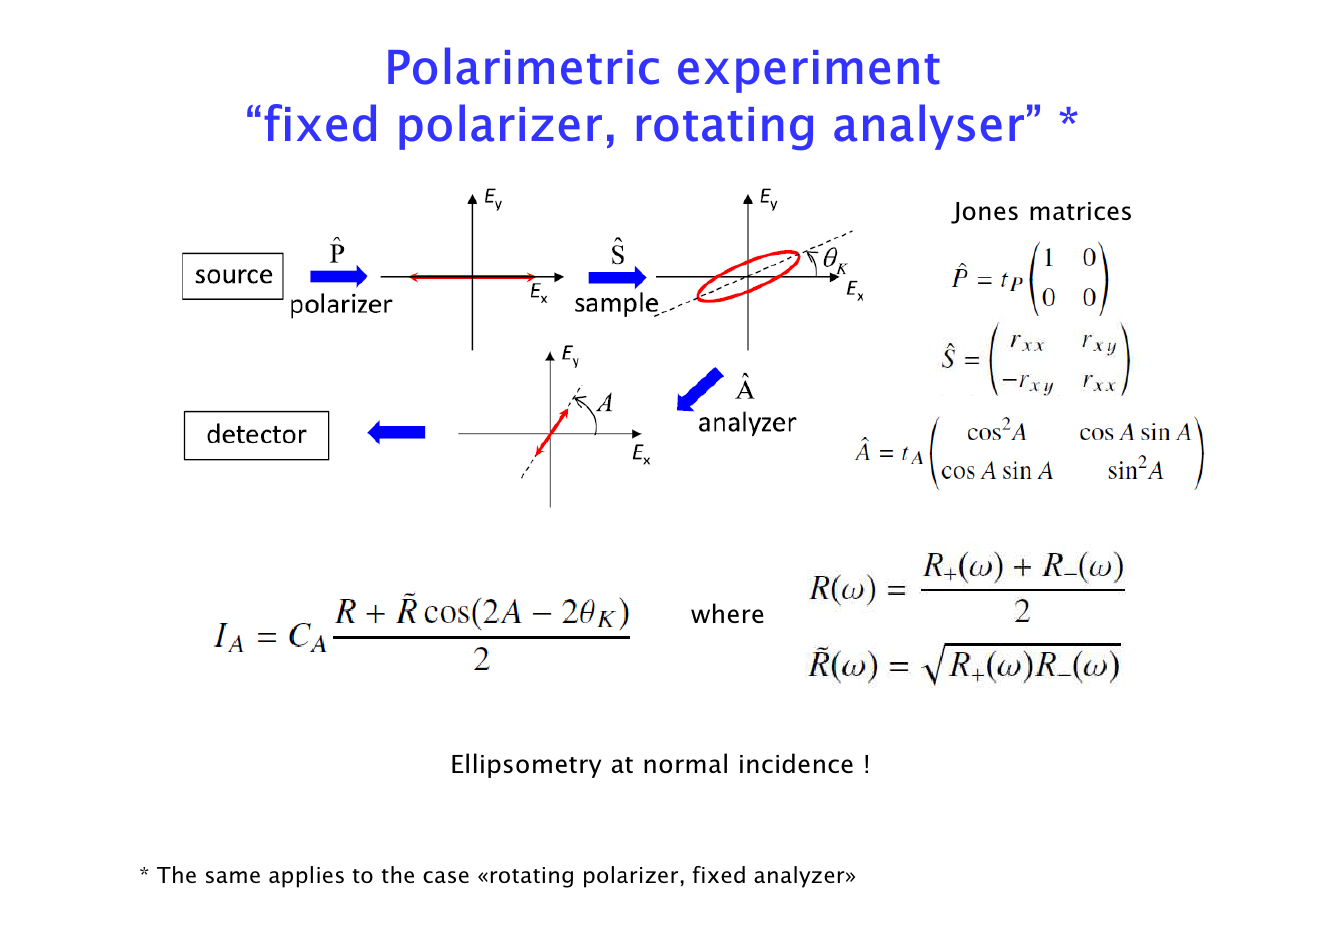 Polarimetric experiment
“fixed polarizer, rotating analyser” *
source
P̂
polarizer
E_y
E_x
Ŝ
sample
E_y
θ_K
E_x
Jones matrices
P̂ = t_P (1 0
0 0)
Ŝ = (r_xx r_xy
−r_xy r_xx)
Â = t_A (cos²A cos A sin A
cos A sin A sin²A)
Â
analyzer
E_y
A
E_x
detector
I_A = C_A (R + R̃ cos(2A − 2θ_K)) / 2
where
R(ω) = (R₊(ω) + R₋(ω)) / 2
R̃(ω) = √(R₊(ω)R₋(ω))
Ellipsometry at normal incidence !
* The same applies to the case «rotating polarizer, fixed analyzer»